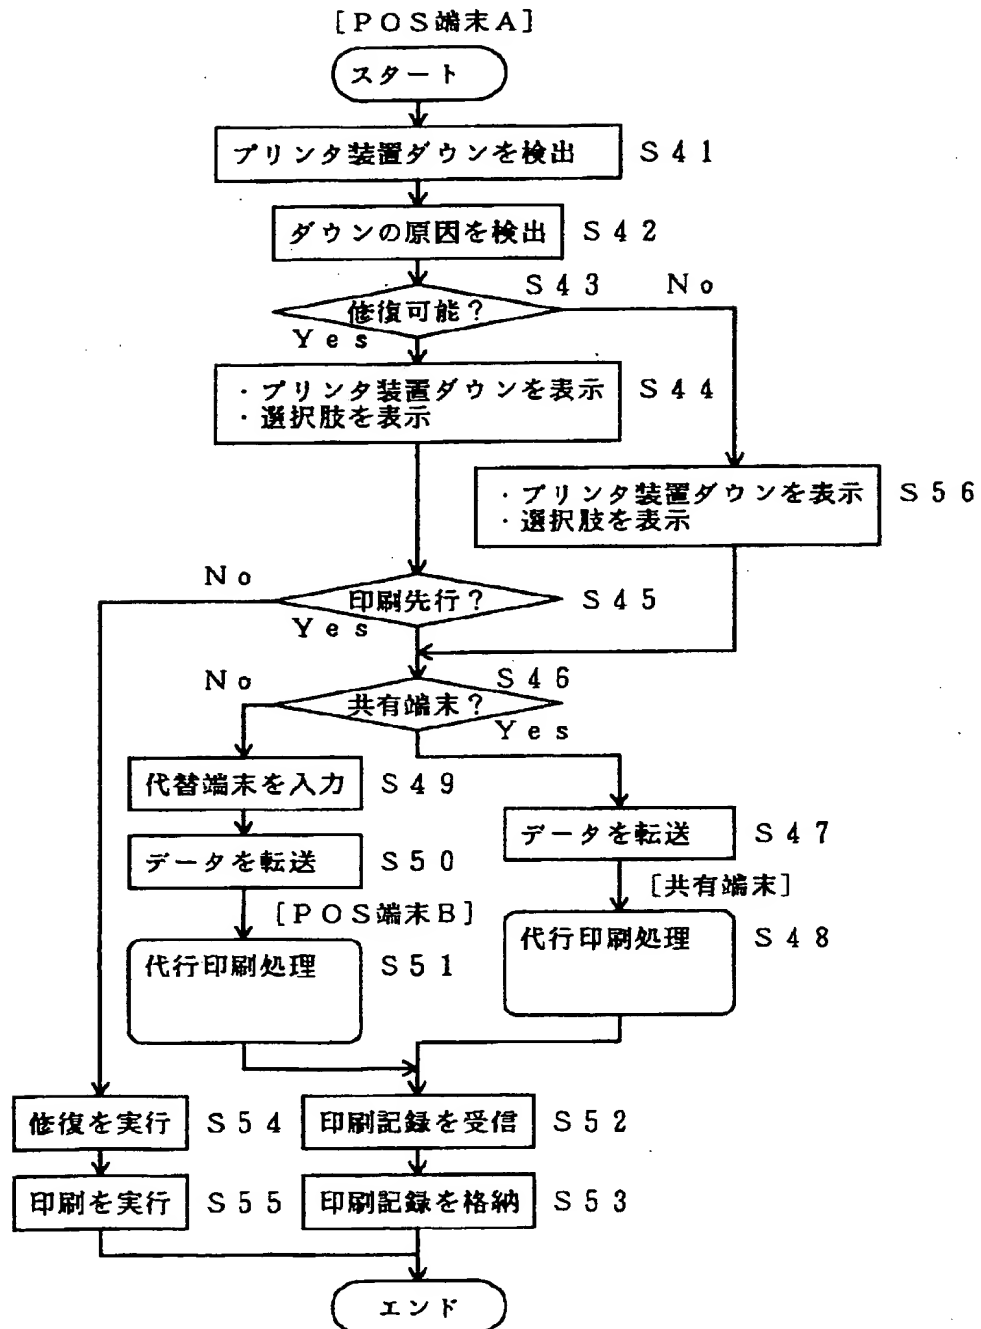 ［ＰＯＳ端末Ａ］
スタート
プリンタ装置ダウンを検出 Ｓ４１
ダウンの原因を検出 Ｓ４２
Ｓ４３ Ｎｏ
修復可能？
Ｙｅｓ
・プリンタ装置ダウンを表示 Ｓ４４
・選択肢を表示
・プリンタ装置ダウンを表示 Ｓ５６
・選択肢を表示
Ｎｏ
印刷先行？ Ｓ４５
Ｙｅｓ
Ｎｏ Ｓ４６
共有端末？
Ｙｅｓ
代替端末を入力 Ｓ４９
データを転送 Ｓ４７
データを転送 Ｓ５０
［共有端末］
［ＰＯＳ端末Ｂ］
代行印刷処理 Ｓ４８
代行印刷処理 Ｓ５１
修復を実行 Ｓ５４ 印刷記録を受信 Ｓ５２
印刷を実行 Ｓ５５ 印刷記録を格納 Ｓ５３
エンド